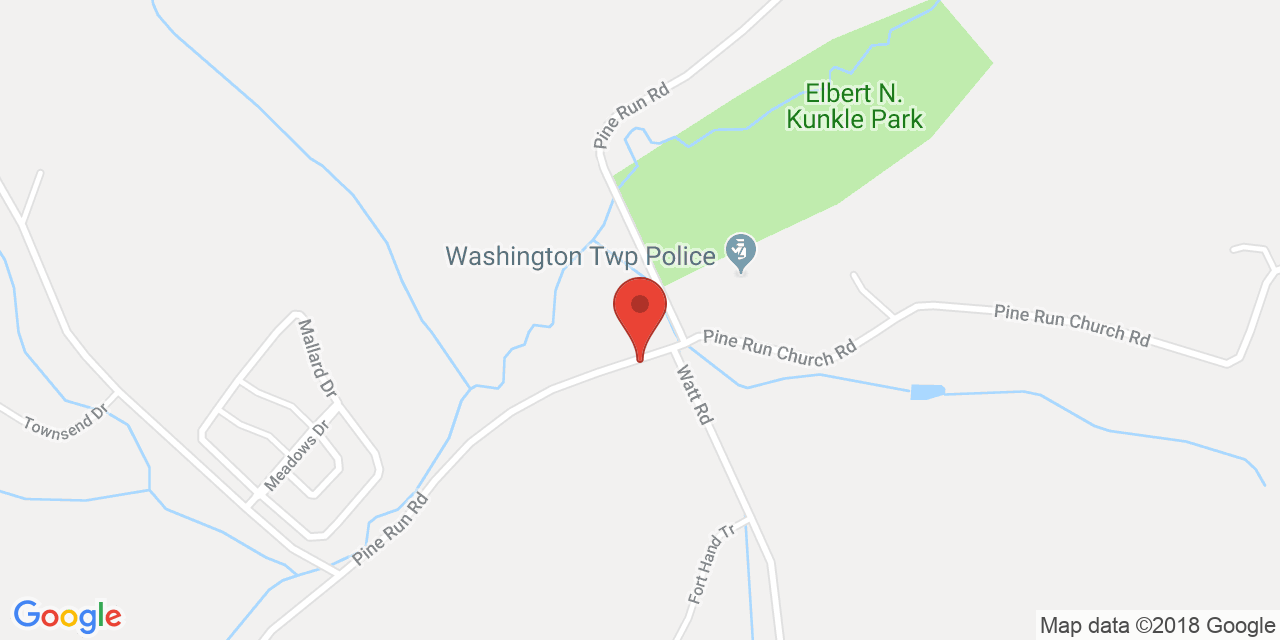 Pine Run Rd
Elbert N.
Kunkle Park
Washington Twp Police
Pine Run Church Rd
Pine Run Church Rd
Mallard Dr
Watt Rd
Townsend Dr
Meadows Dr
Pine Run Rd
Fort Hand Tr
Google
Map data ©2018 Google